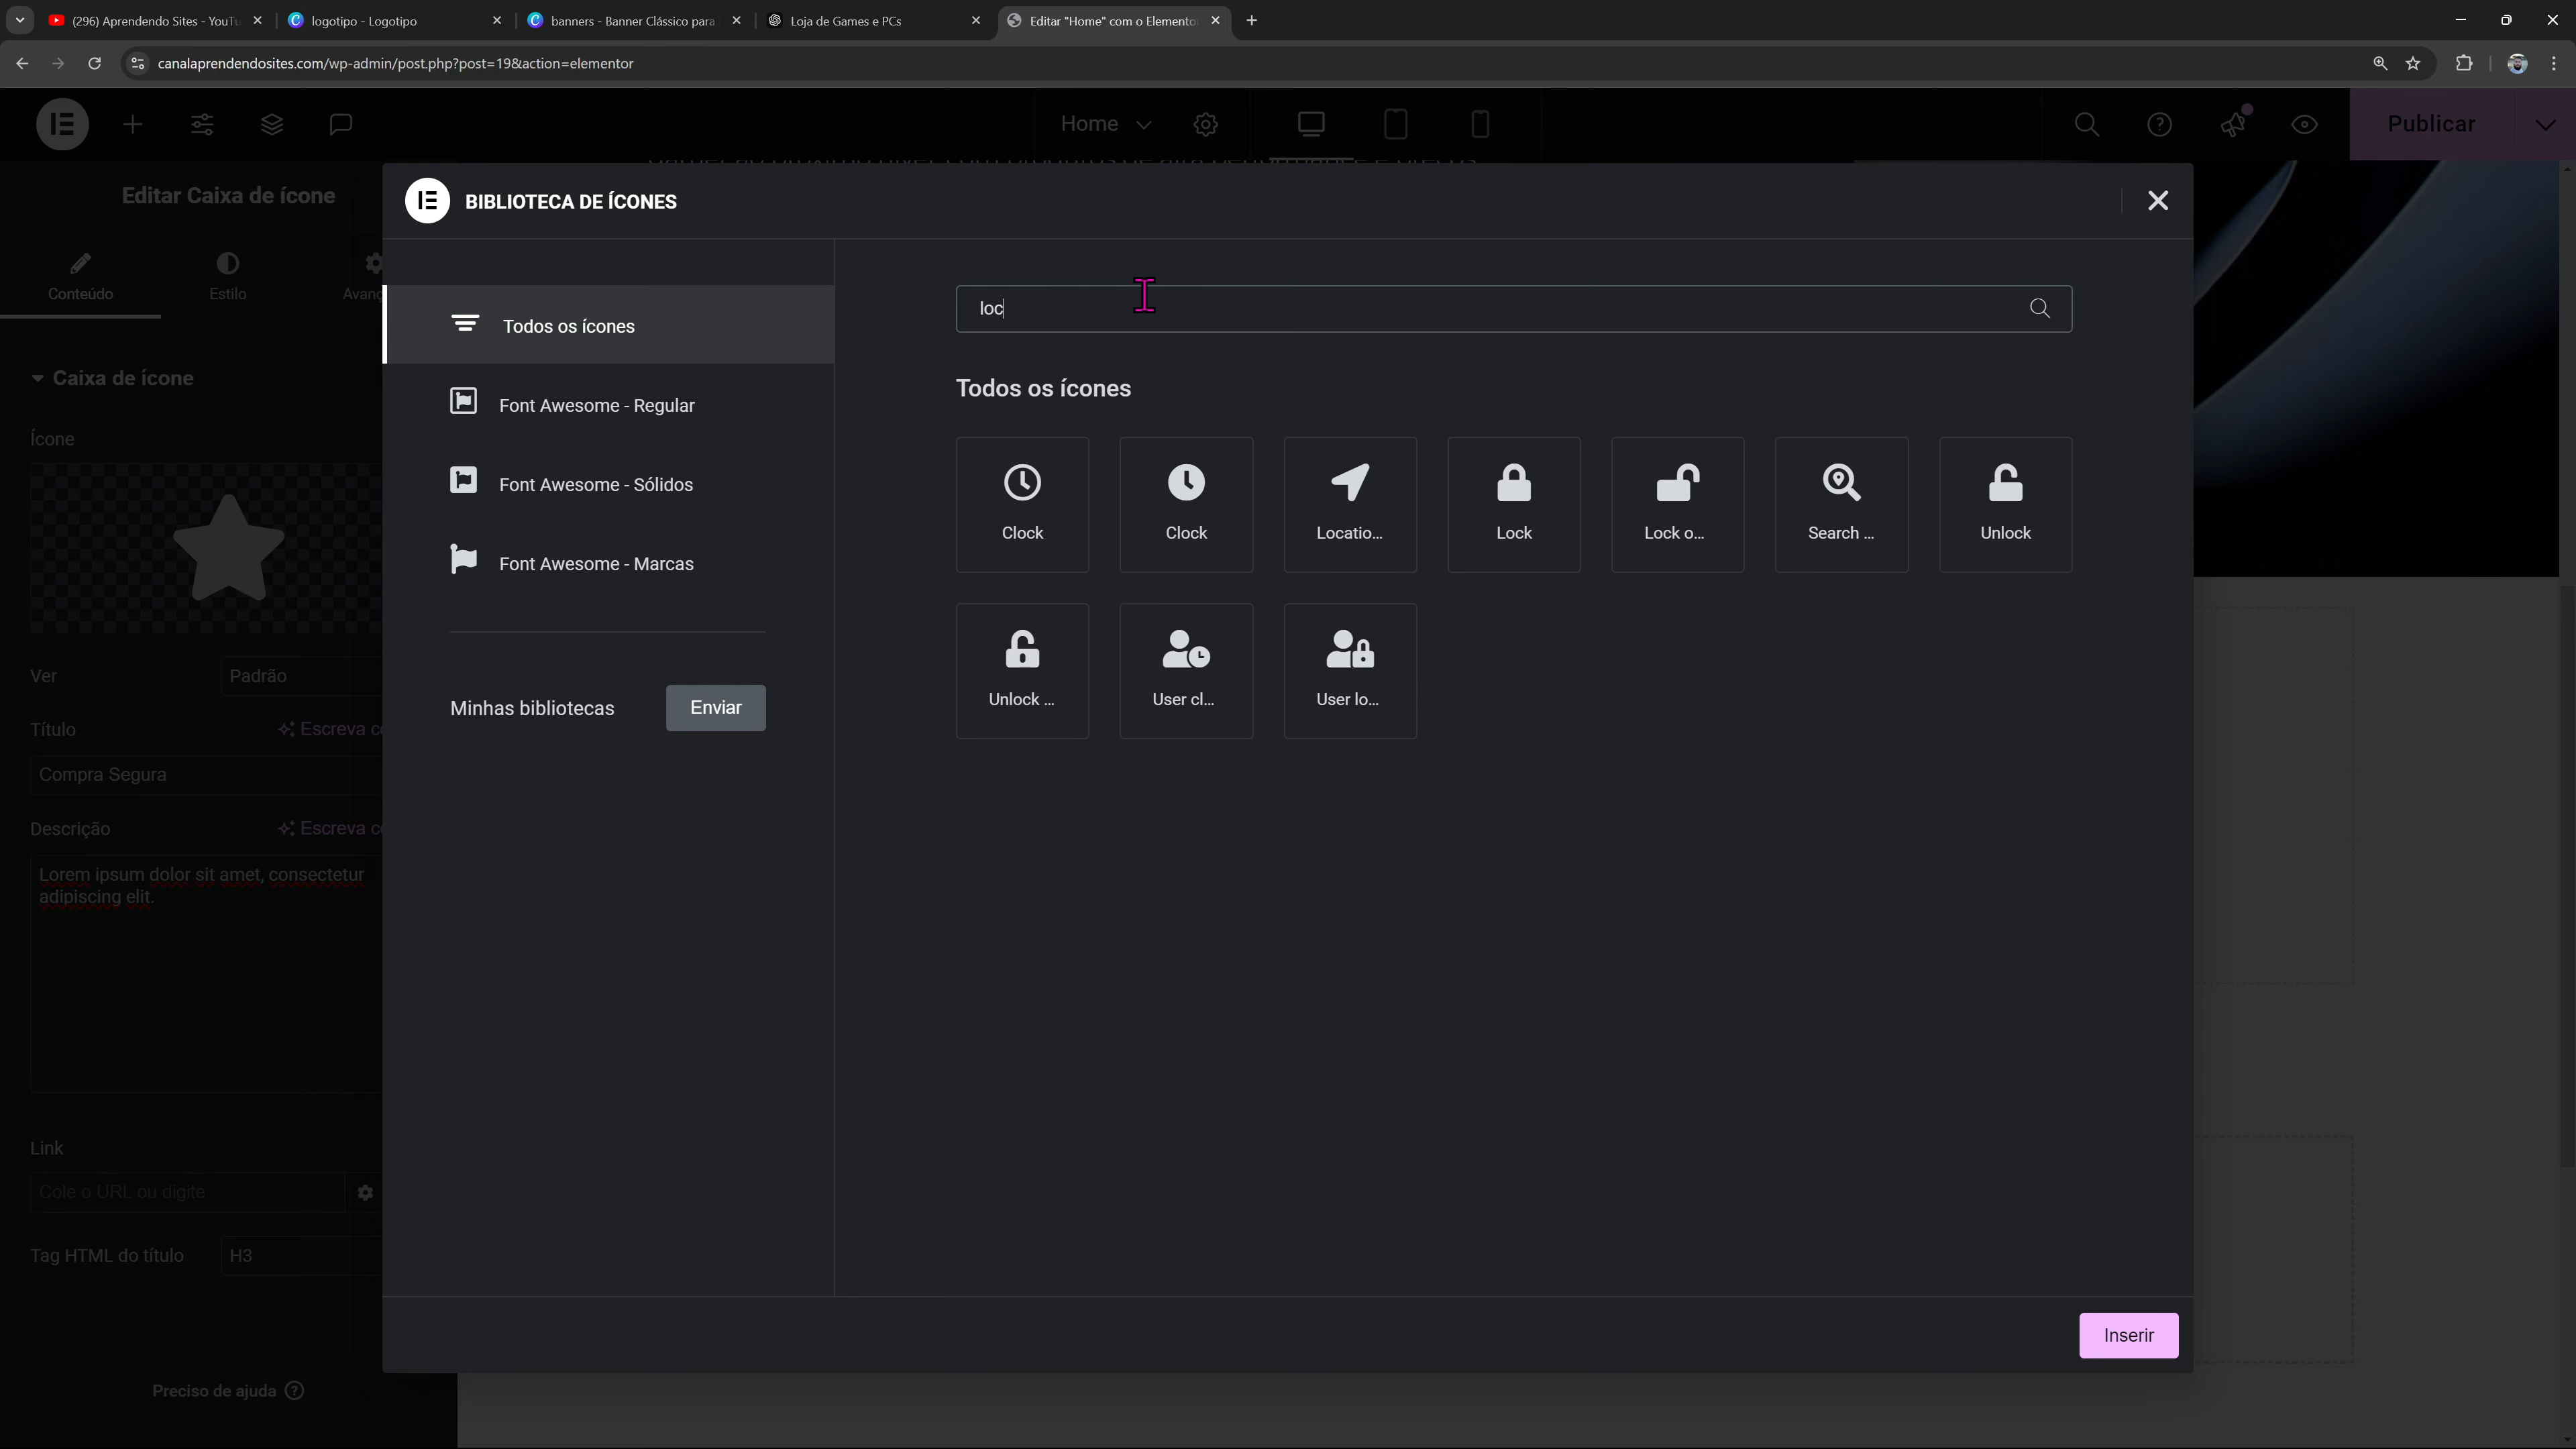 (296) Aprendendo Sites - YouTu
logotipo - Logotipo
banners - Banner Clássico para
Loja de Games e PCs
Editar "Home" com o Elemento
canalaprendendosites.com/wp-admin/post.php?post=19&action=elementor
Home
Publicar
Editar Caixa de ícone
Conteúdo
Estilo
Avanç
Caixa de ícone
Ícone
Ver
Padrão
Título
Escreva co
Compra Segura
Descrição
Escreva co
Lorem ipsum dolor sit amet, consectetur
adipiscing elit.
Link
Cole o URL ou digite
Tag HTML do título
H3
Preciso de ajuda
BIBLIOTECA DE ÍCONES
Todos os ícones
Font Awesome - Regular
Font Awesome - Sólidos
Font Awesome - Marcas
Minhas bibliotecas
Enviar
loc
Todos os ícones
Clock
Clock
Locatio...
Lock
Lock o...
Search ...
Unlock
Unlock ...
User cl...
User lo...
Inserir